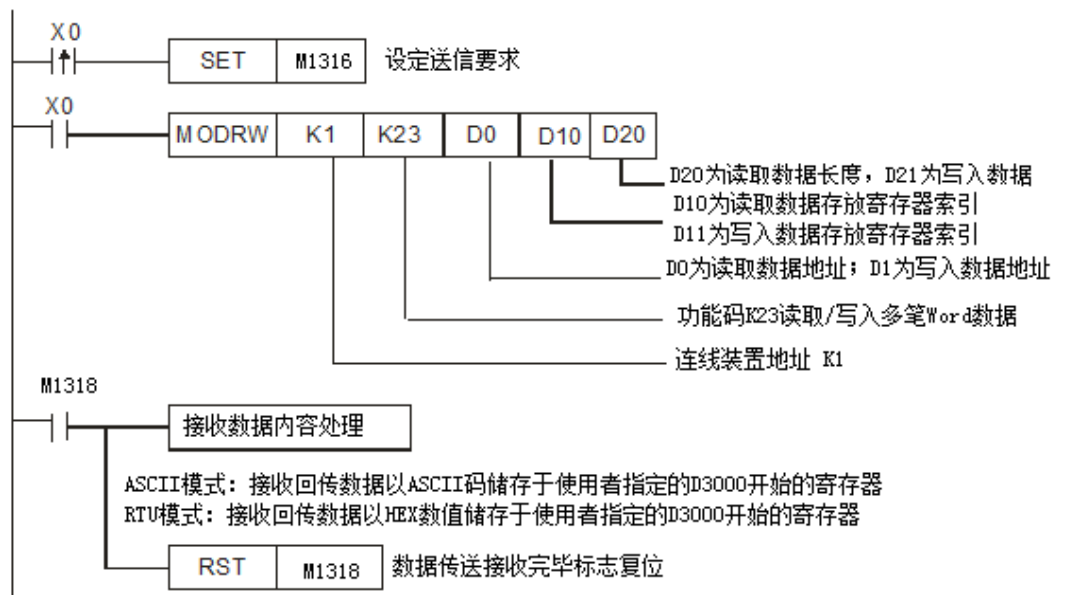 X0
SET M1316 设定送信要求
X0
MODRW K1 K23 D0 D10 D20
D20为读取数据长度，D21为写入数据
D10为读取数据存放寄存器索引
D11为写入数据存放寄存器索引
D0为读取数据地址；D1为写入数据地址
功能码K23读取/写入多笔Word数据
连线装置地址 K1
M1318
接收数据内容处理
ASCII模式：接收回传数据以ASCII码储存于使用者指定的D3000开始的寄存器
RTU模式：接收回传数据以HEX数值储存于使用者指定的D3000开始的寄存器
RST M1318 数据传送接收完毕标志复位